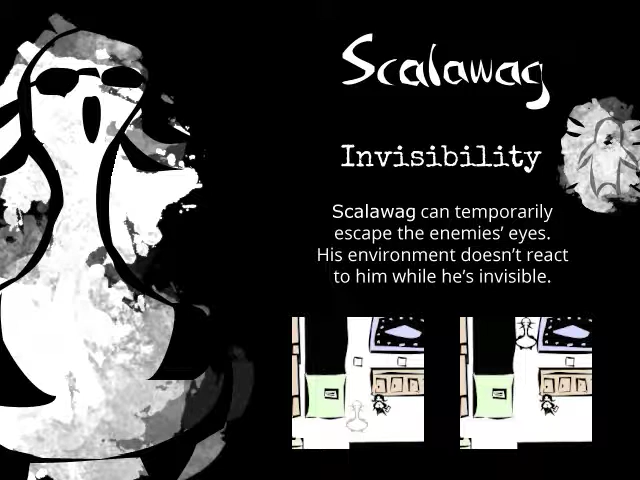 Scalawag
Invisibility
Scalawag can temporarily
escape the enemies’ eyes.
His environment doesn’t react
to him while he’s invisible.